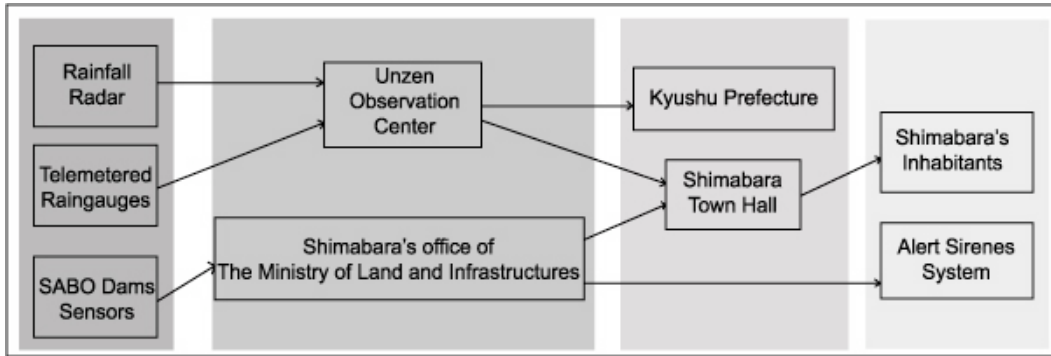 Rainfall
Radar
Telemetered
Raingauges
SABO Dams
Sensors
Unzen
Observation
Center
Shimabara's office of
The Ministry of Land and Infrastructures
Kyushu Prefecture
Shimabara
Town Hall
Shimabara's
Inhabitants
Alert Sirenes
System